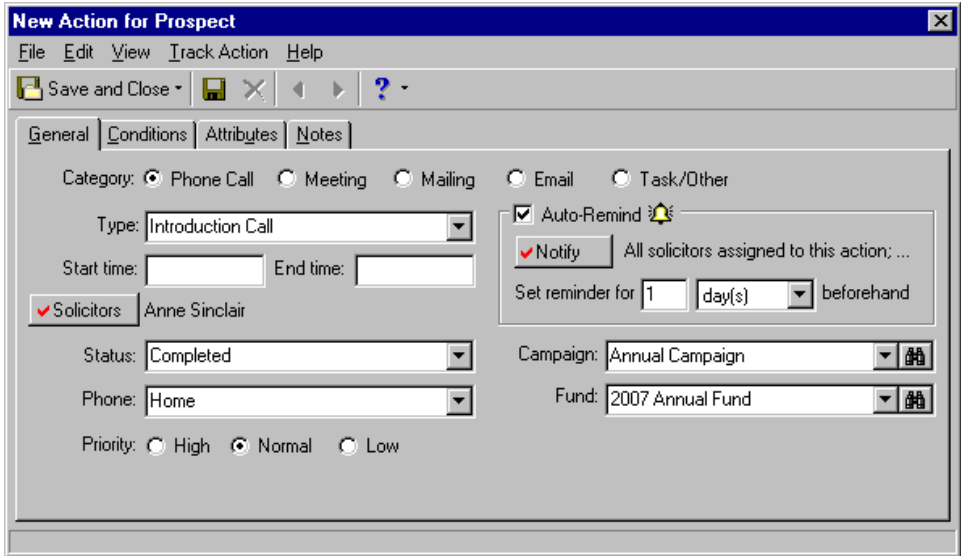 New Action for Prospect
File Edit View Track Action Help
Save and Close ?
General Conditions Attributes Notes
Category: Phone Call Meeting Mailing Email Task/Other
Type: Introduction Call
Auto-Remind
Notify All solicitors assigned to this action; ...
Start time: End time:
Set reminder for 1 day(s) beforehand
Solicitors Anne Sinclair
Status: Completed
Campaign: Annual Campaign
Phone: Home
Fund: 2007 Annual Fund
Priority: High Normal Low